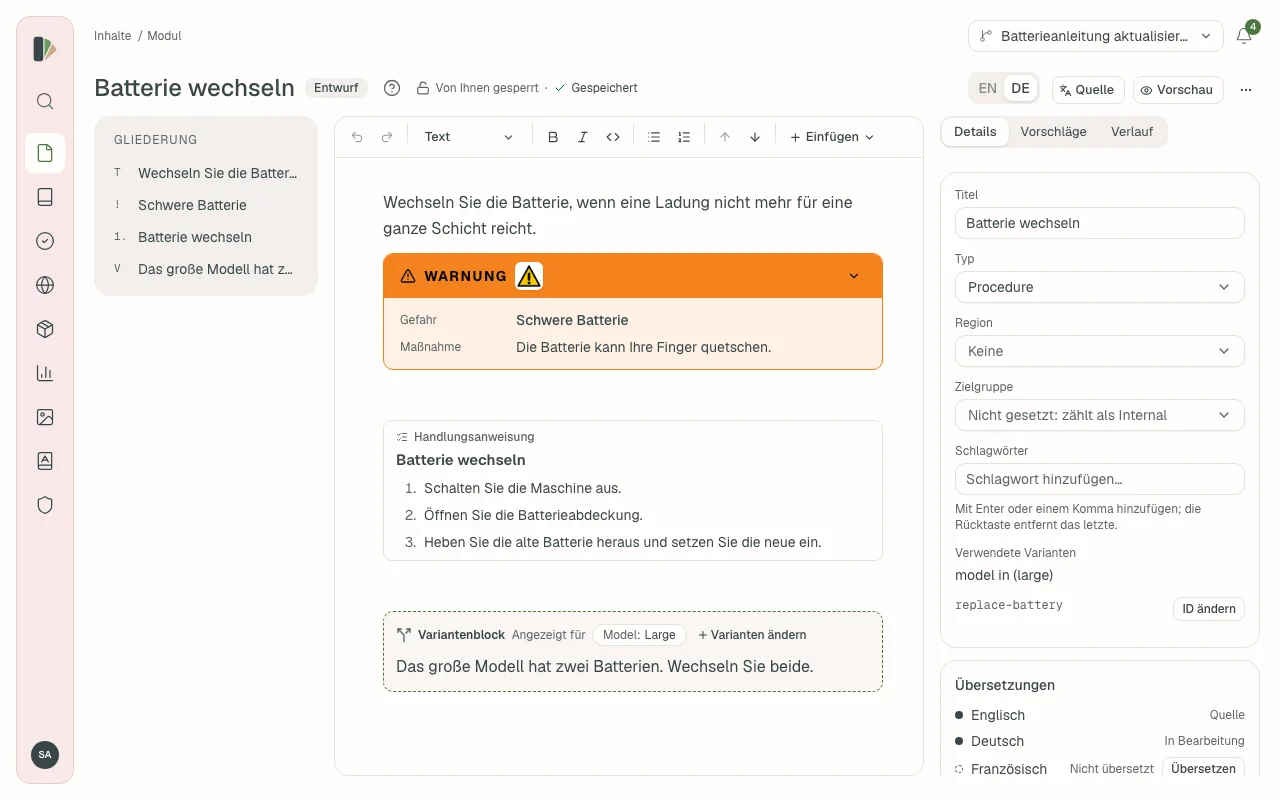 Inhalte / Modul
Batterieanleitung aktualisier…
4
Batterie wechseln
Entwurf
Von Ihnen gesperrt · Gespeichert
EN DE
Quelle
Vorschau
GLIEDERUNG
T Wechseln Sie die Batter…
! Schwere Batterie
1. Batterie wechseln
V Das große Modell hat z…
Text
Einfügen
Wechseln Sie die Batterie, wenn eine Ladung nicht mehr für eine
ganze Schicht reicht.
WARNUNG
Gefahr Schwere Batterie
Maßnahme Die Batterie kann Ihre Finger quetschen.
Handlungsanweisung
Batterie wechseln
1. Schalten Sie die Maschine aus.
2. Öffnen Sie die Batterieabdeckung.
3. Heben Sie die alte Batterie heraus und setzen Sie die neue ein.
Variantenblock Angezeigt für Model: Large + Varianten ändern
Das große Modell hat zwei Batterien. Wechseln Sie beide.
Details Vorschläge Verlauf
Titel
Batterie wechseln
Typ
Procedure
Region
Keine
Zielgruppe
Nicht gesetzt: zählt als Internal
Schlagwörter
Schlagwort hinzufügen…
Mit Enter oder einem Komma hinzufügen; die
Rücktaste entfernt das letzte.
Verwendete Varianten
model in (large)
replace-battery
ID ändern
Übersetzungen
Englisch Quelle
Deutsch In Bearbeitung
Französisch Nicht übersetzt Übersetzen
SA